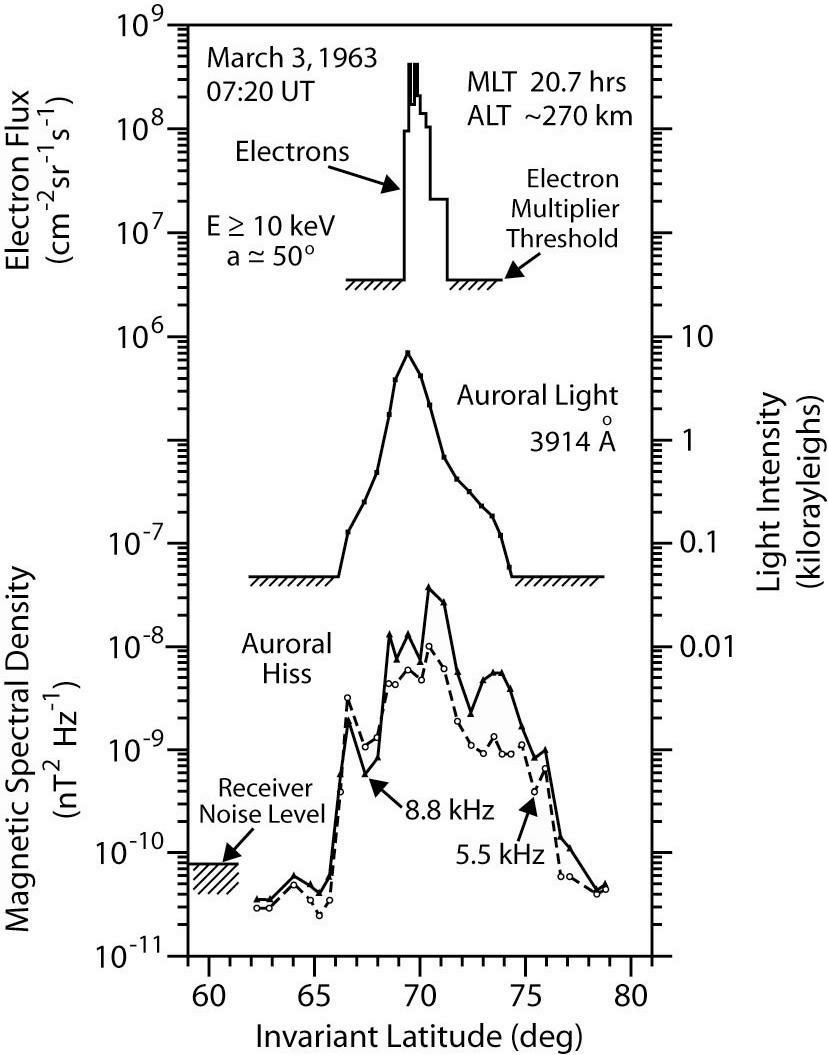 10⁹
March 3, 1963
07:20 UT
MLT 20.7 hrs
ALT ~270 km
Electron Flux
(cm⁻²sr⁻¹s⁻¹)
10⁸
Electrons
Electron
Multiplier
Threshold
E ≥ 10 keV
a ≃ 50°
10⁷
10⁶
10
Auroral Light
3914 Å
1
Light Intensity
(kilorayleighs)
10⁻⁷
0.1
Magnetic Spectral Density
(nT² Hz⁻¹)
10⁻⁸
0.01
Auroral
Hiss
10⁻⁹
Receiver
Noise Level
8.8 kHz
5.5 kHz
10⁻¹⁰
10⁻¹¹
60 65 70 75 80
Invariant Latitude (deg)